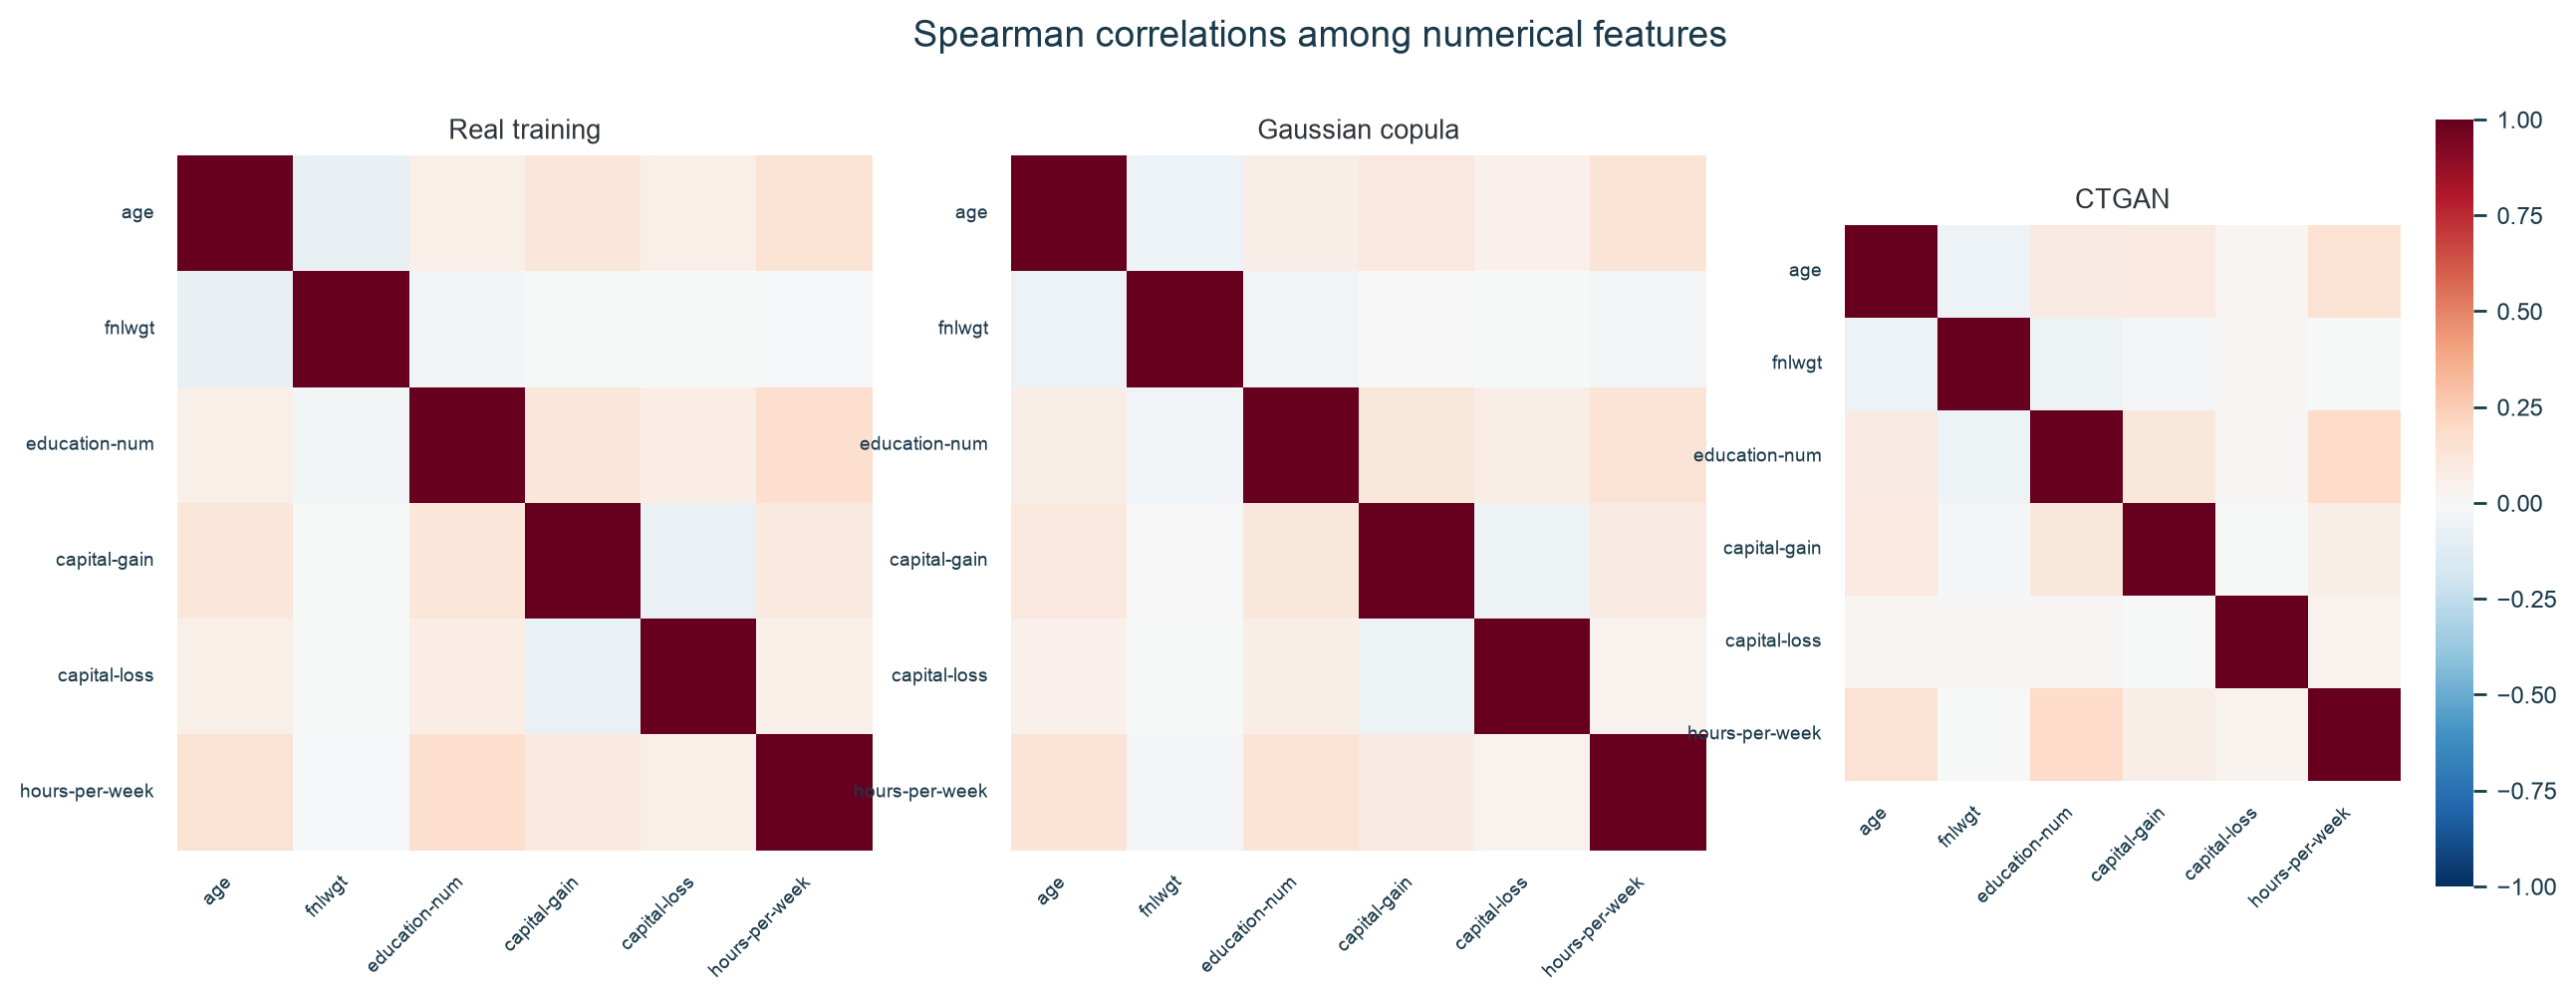 Spearman correlations among numerical features
Real training
age
fnlwgt
education-num
capital-gain
capital-loss
hours-per-week
age
fnlwgt
education-num
capital-gain
capital-loss
hours-per-week
Gaussian copula
age
fnlwgt
education-num
capital-gain
capital-loss
hours-per-week
age
fnlwgt
education-num
capital-gain
capital-loss
hours-per-week
CTGAN
age
fnlwgt
education-num
capital-gain
capital-loss
hours-per-week
age
fnlwgt
education-num
capital-gain
capital-loss
hours-per-week
1.00
0.75
0.50
0.25
0.00
−0.25
−0.50
−0.75
−1.00